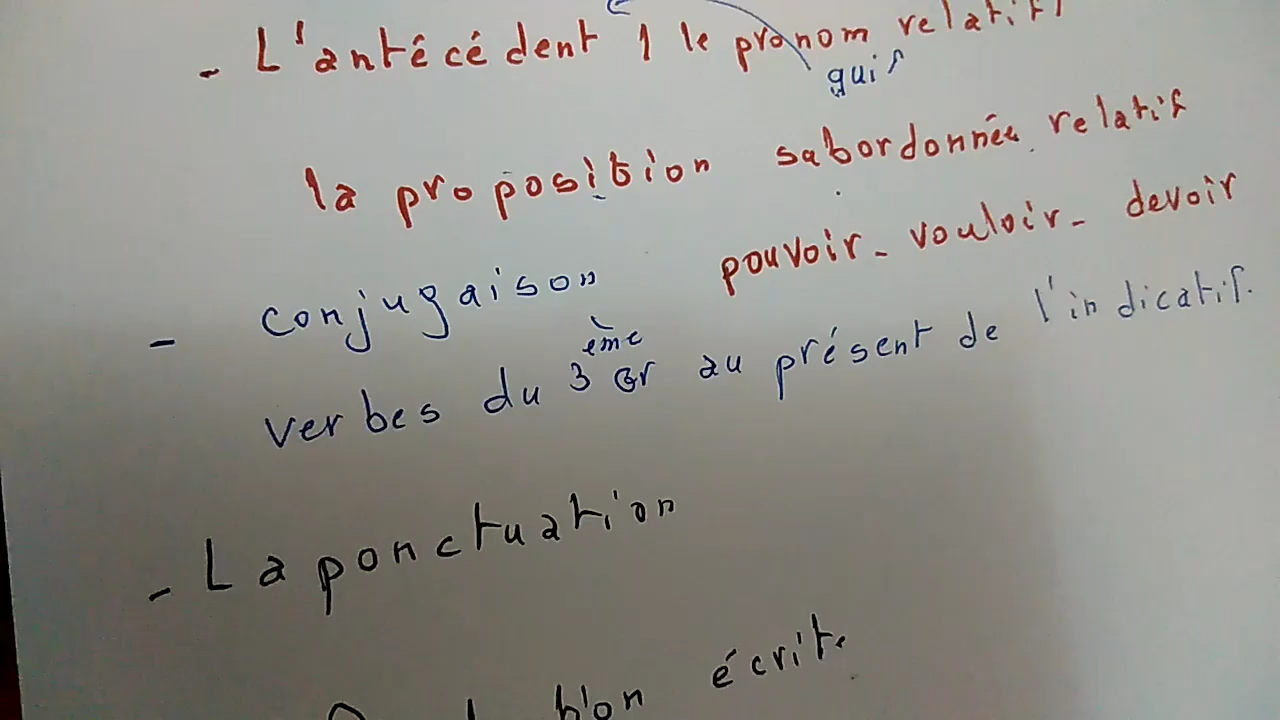 - L'antécédent / le pronom relatif
qui
la proposition sabordonnée relatif
pouvoir - vouloir - devoir
- conjugaison
verbes du 3 ème Gr au présent de l'indicatif.
- La ponctuation
écrite